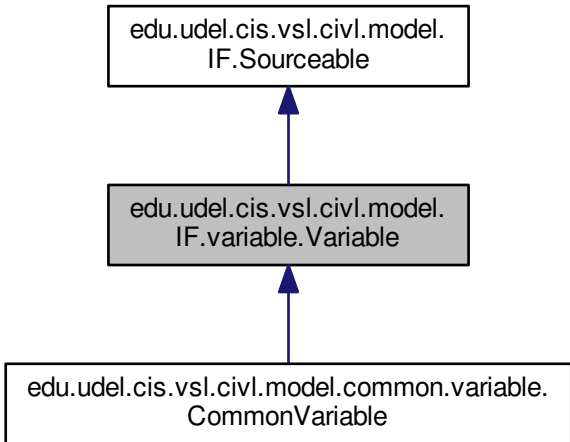 edu.udel.cis.vsl.civl.model.
IF.Sourceable
edu.udel.cis.vsl.civl.model.
IF.variable.Variable
edu.udel.cis.vsl.civl.model.common.variable.
CommonVariable